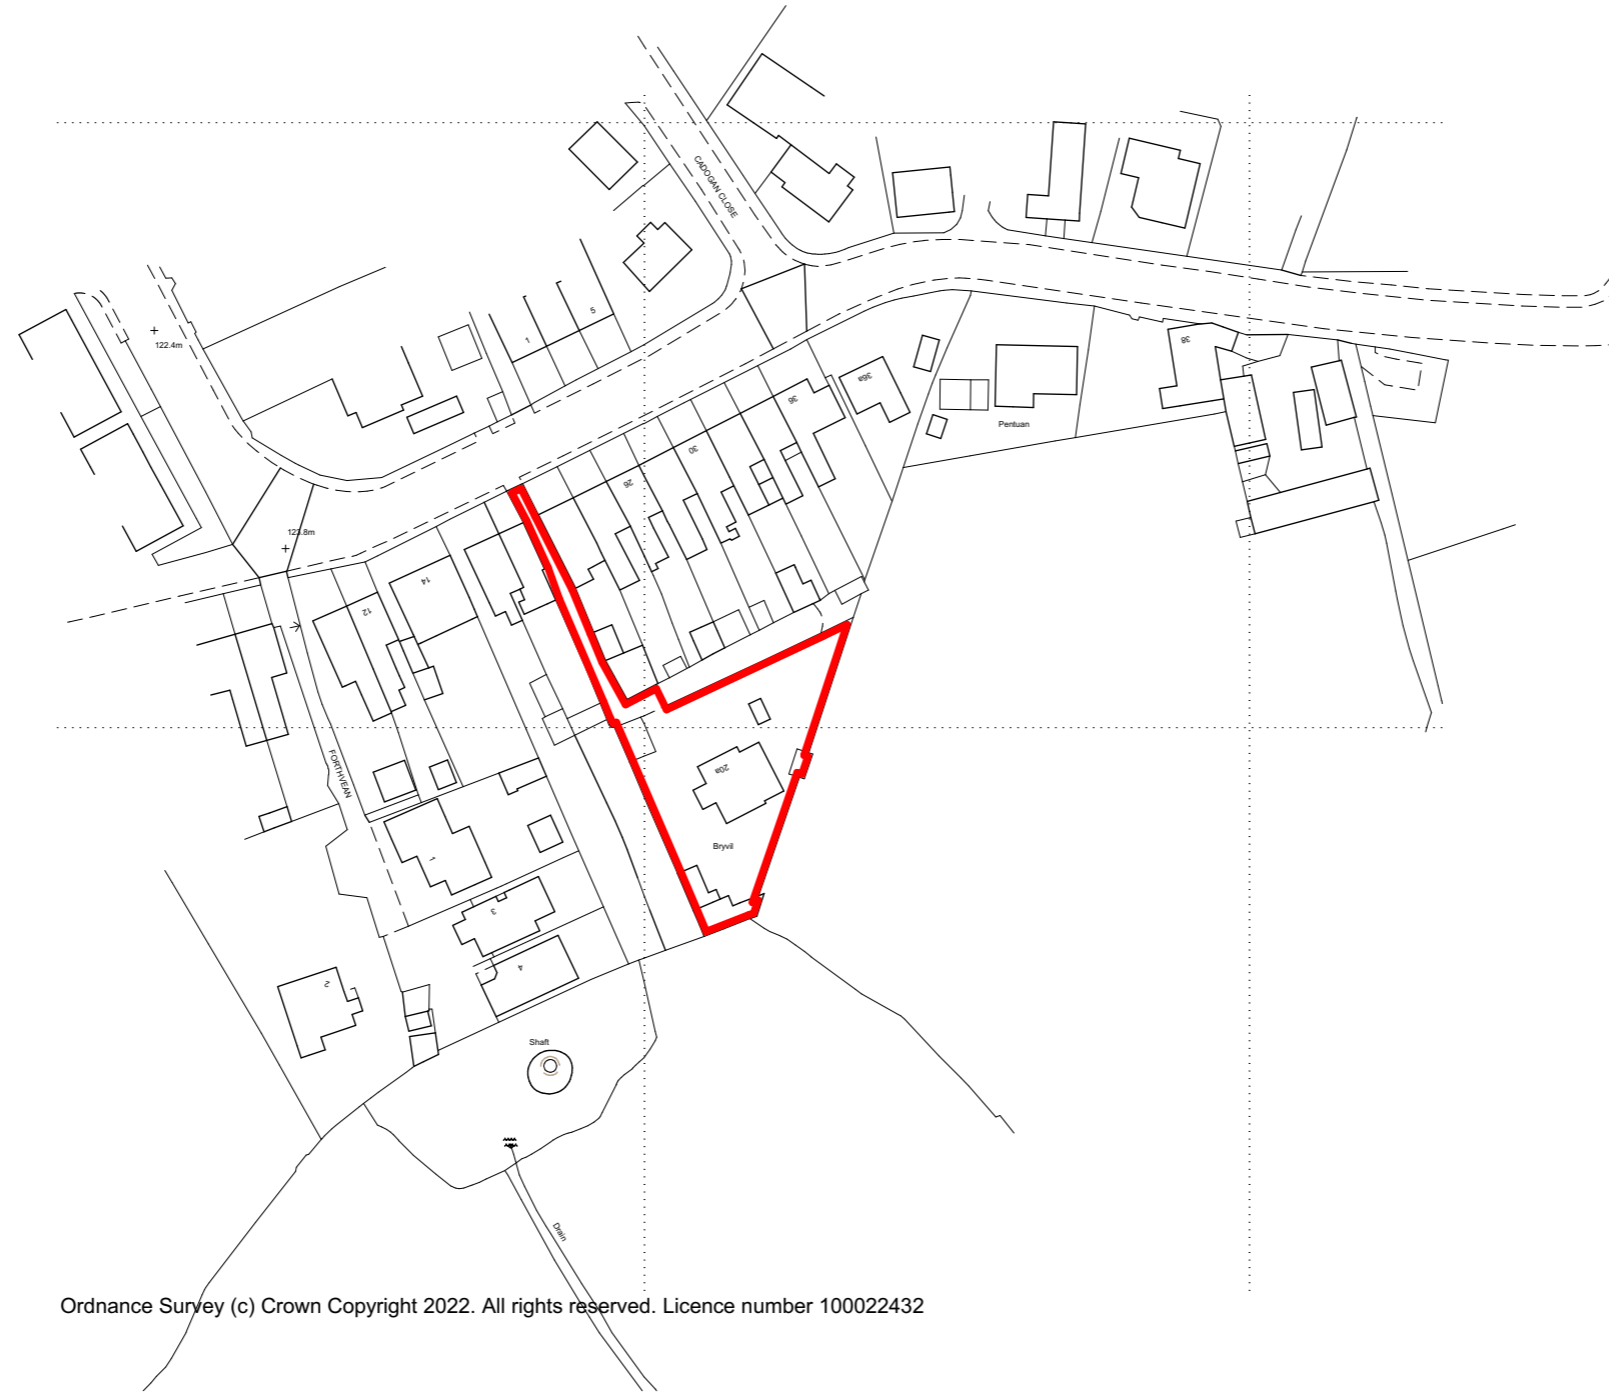 CADOGAN CLOSE
5
1
122.4m
38
36a
36
Pentuan
30
26
123.8m
14
12
FORTHVEAN
20a
Bryvil
1
3
4
2
Shaft
Drain
Ordnance Survey (c) Crown Copyright 2022. All rights reserved. Licence number 100022432